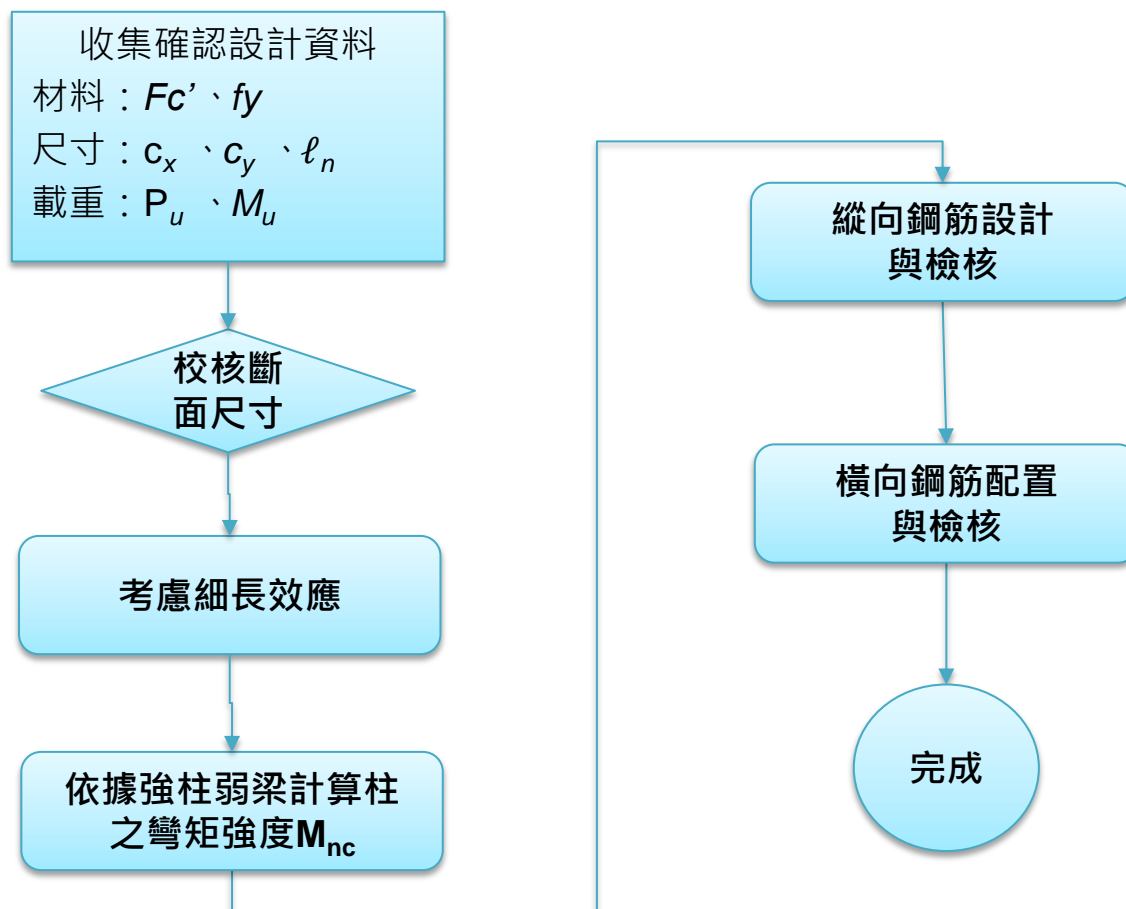 收集確認設計資料
材料：Fc’、fy
尺寸：cₓ 、c_y 、ℓₙ
載重：Pᵤ 、Mᵤ
校核斷
面尺寸
考慮細長效應
依據強柱弱梁計算柱
之彎矩強度M_nc
縱向鋼筋設計
與檢核
橫向鋼筋配置
與檢核
完成